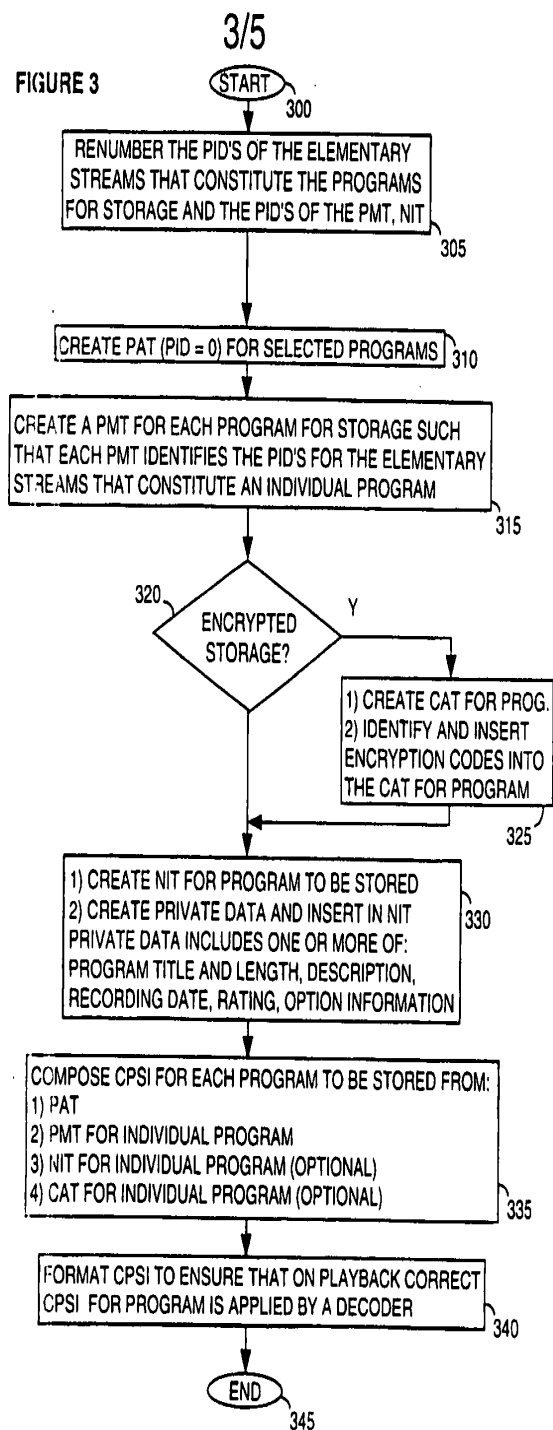 3/5
FIGURE 3
START
300
RENUMBER THE PID'S OF THE ELEMENTARY
STREAMS THAT CONSTITUTE THE PROGRAMS
FOR STORAGE AND THE PID'S OF THE PMT, NIT
305
CREATE PAT (PID = 0) FOR SELECTED PROGRAMS
310
CREATE A PMT FOR EACH PROGRAM FOR STORAGE SUCH
THAT EACH PMT IDENTIFIES THE PID'S FOR THE ELEMENTARY
STREAMS THAT CONSTITUTE AN INDIVIDUAL PROGRAM
315
320
ENCRYPTED
STORAGE?
Y
1) CREATE CAT FOR PROG.
2) IDENTIFY AND INSERT
ENCRYPTION CODES INTO
THE CAT FOR PROGRAM
325
1) CREATE NIT FOR PROGRAM TO BE STORED
2) CREATE PRIVATE DATA AND INSERT IN NIT
PRIVATE DATA INCLUDES ONE OR MORE OF:
PROGRAM TITLE AND LENGTH, DESCRIPTION,
RECORDING DATE, RATING, OPTION INFORMATION
330
COMPOSE CPSI FOR EACH PROGRAM TO BE STORED FROM:
1) PAT
2) PMT FOR INDIVIDUAL PROGRAM
3) NIT FOR INDIVIDUAL PROGRAM (OPTIONAL)
4) CAT FOR INDIVIDUAL PROGRAM (OPTIONAL)
335
FORMAT CPSI TO ENSURE THAT ON PLAYBACK CORRECT
CPSI FOR PROGRAM IS APPLIED BY A DECODER
340
END
345